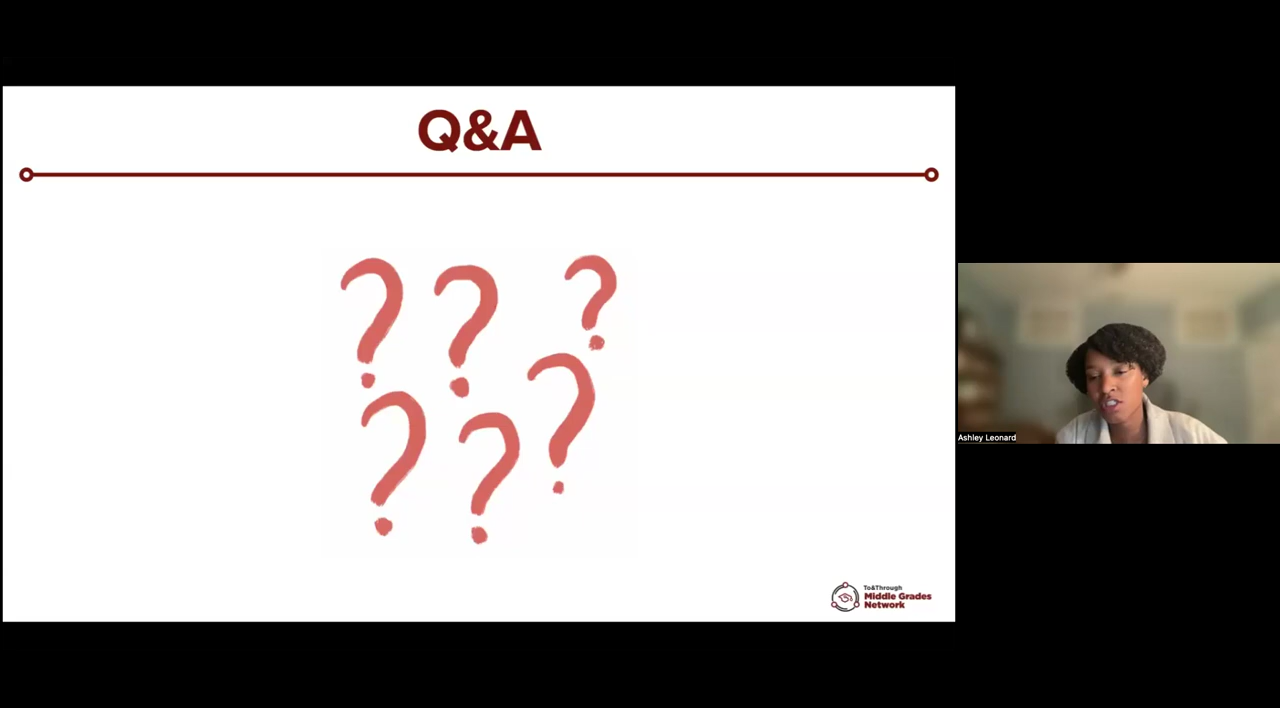 Q&A
? ? ?
? ? ?
To&Through
Middle Grades
Network
Ashley Leonard